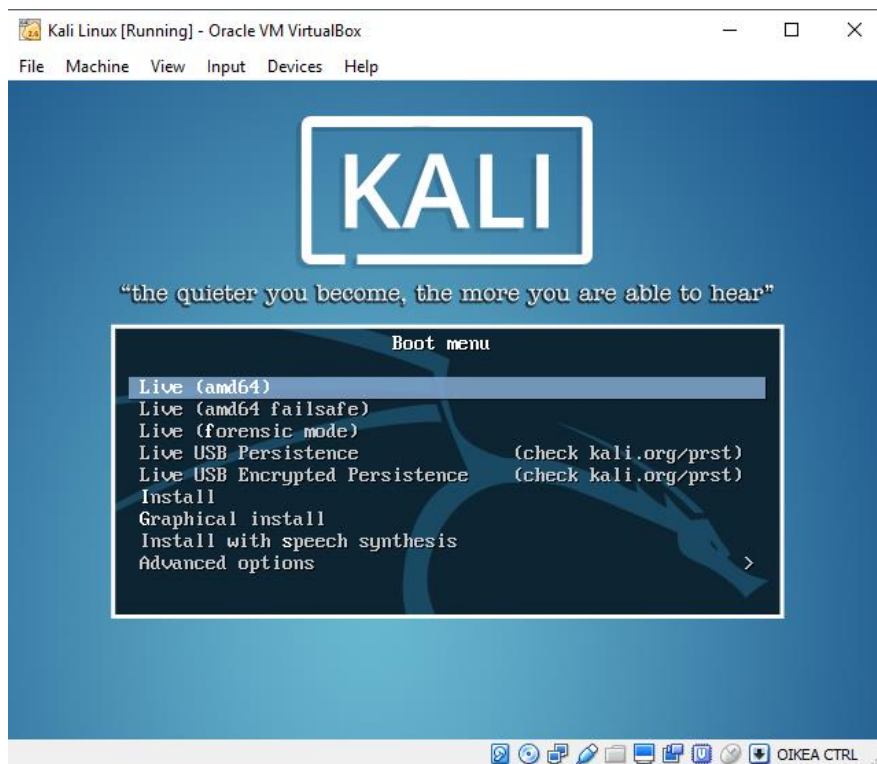 Kali Linux [Running] - Oracle VM VirtualBox
File Machine View Input Devices Help
KALI
“the quieter you become, the more you are able to hear”
Boot menu
Live (amd64)
Live (amd64 failsafe)
Live (forensic mode)
Live USB Persistence (check kali.org/prst)
Live USB Encrypted Persistence (check kali.org/prst)
Install
Graphical install
Install with speech synthesis
Advanced options >
OIKEA CTRL